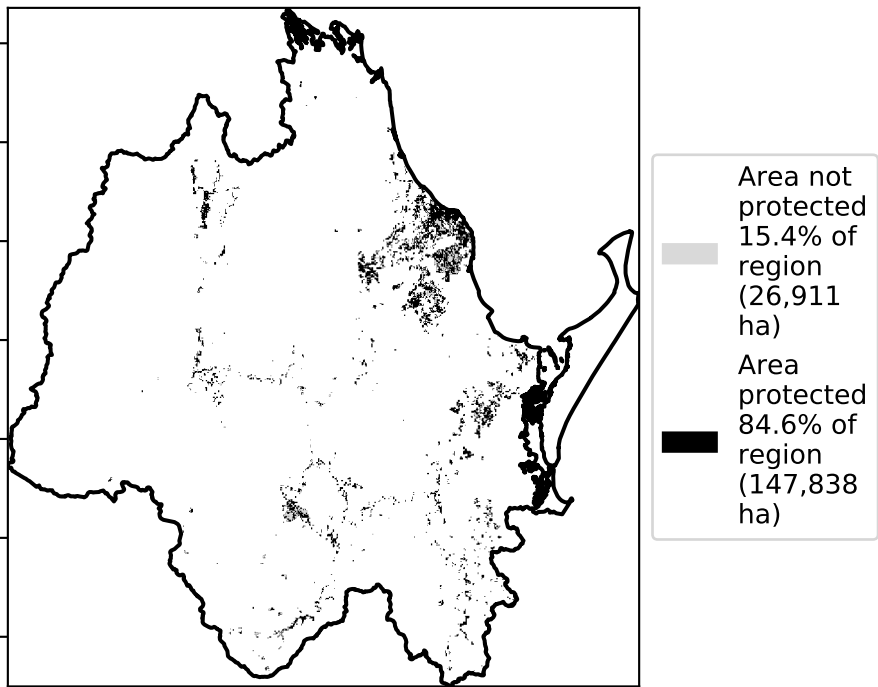 Area not
protected
15.4% of
region
(26,911
ha)
Area
protected
84.6% of
region
(147,838
ha)